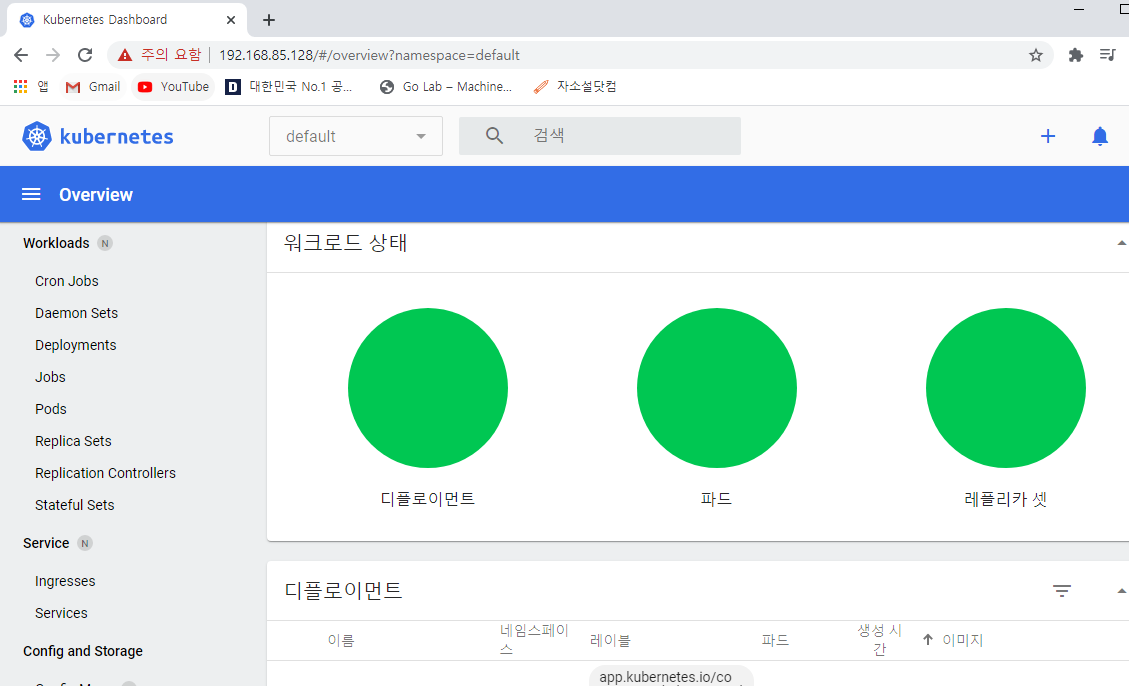 Kubernetes Dashboard
주의 요함 192.168.85.128/#/overview?namespace=default
앱 Gmail YouTube D 대한민국 No.1 공... Go Lab – Machine... 자소설닷컴
kubernetes default 검색
Overview
Workloads N
Cron Jobs
Daemon Sets
Deployments
Jobs
Pods
Replica Sets
Replication Controllers
Stateful Sets
Service N
Ingresses
Services
Config and Storage
워크로드 상태
디플로이먼트 파드 레플리카 셋
디플로이먼트
이름 네임스페이스 레이블 파드 생성 시간 이미지
app.kubernetes.io/co